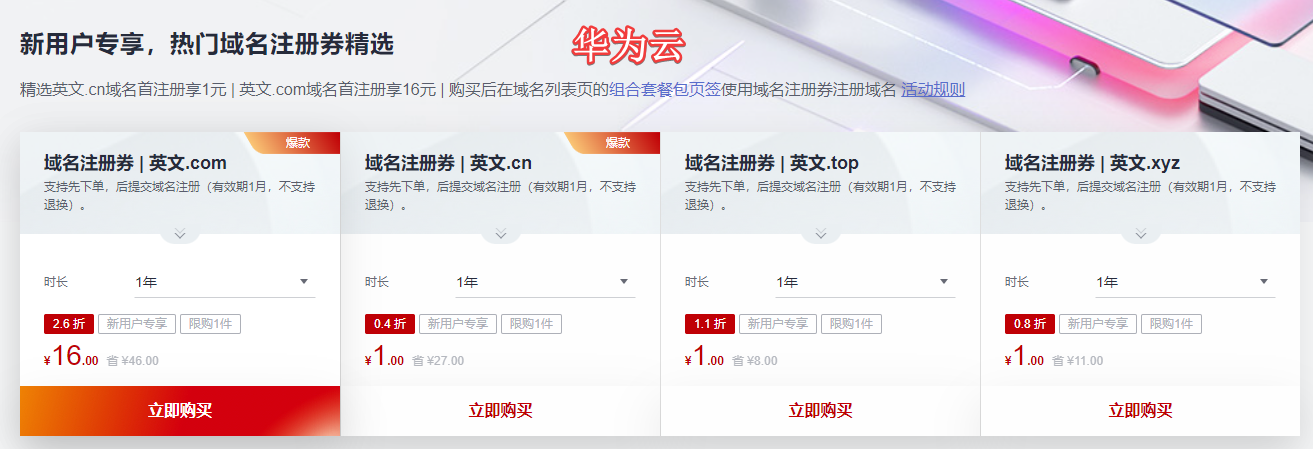 新用户专享，热门域名注册券精选
华为云
精选英文.cn域名首注册享1元 | 英文.com域名首注册享16元 | 购买后在域名列表页的组合套餐包页签使用域名注册券注册域名 活动规则
爆款
域名注册券 | 英文.com
支持先下单，后提交域名注册（有效期1月，不支持
退换）。
时长 1年
2.6 折 新用户专享 限购1件
¥16.00 省 ¥46.00
立即购买
爆款
域名注册券 | 英文.cn
支持先下单，后提交域名注册（有效期1月，不支持
退换）。
时长 1年
0.4 折 新用户专享 限购1件
¥1.00 省 ¥27.00
立即购买
域名注册券 | 英文.top
支持先下单，后提交域名注册（有效期1月，不支持
退换）。
时长 1年
1.1 折 新用户专享 限购1件
¥1.00 省 ¥8.00
立即购买
域名注册券 | 英文.xyz
支持先下单，后提交域名注册（有效期1月，不支持
退换）。
时长 1年
0.8 折 新用户专享 限购1件
¥1.00 省 ¥11.00
立即购买